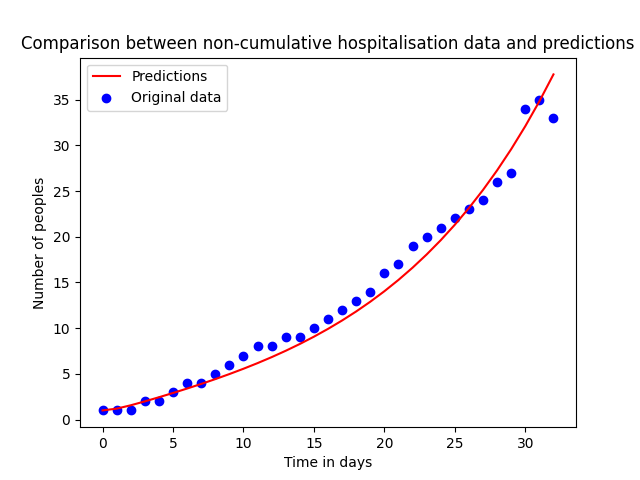 Comparison between non-cumulative hospitalisation data and predictions
Predictions
Original data
Number of peoples
35
30
25
20
15
10
5
0
0 5 10 15 20 25 30
Time in days